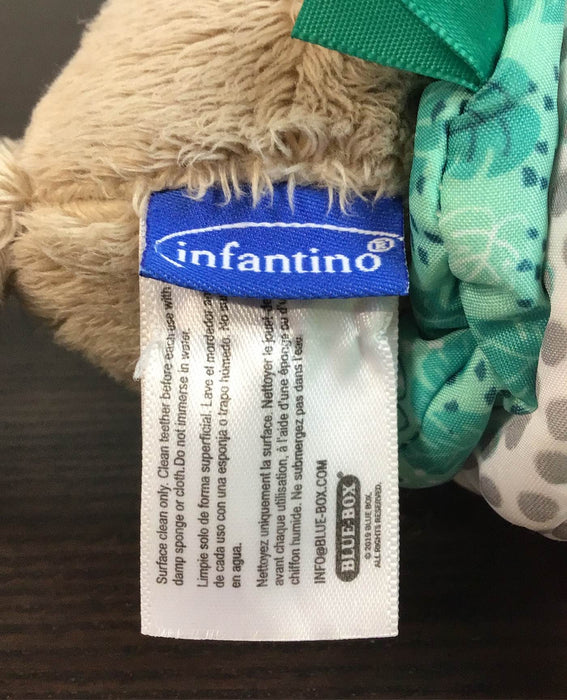 infantino®
Surface clean only. Clean teether before each use with
damp sponge or cloth.Do not immerse in water.
Limpie solo de forma superficial. Lave el mordedor
de cada uso con una esponja o trapo húmedo. No
en agua.
Nettoyez uniquement la surface. Nettoyer le jouet
avant chaque utilisation, à l'aide d'une éponge ou d'un
chiffon humide. Ne submergez pas dans l'eau.
INFO@BLUE-BOX.COM
BLUE-BOX®
© 2019 BLUE BOX.
ALL RIGHTS RESERVED.